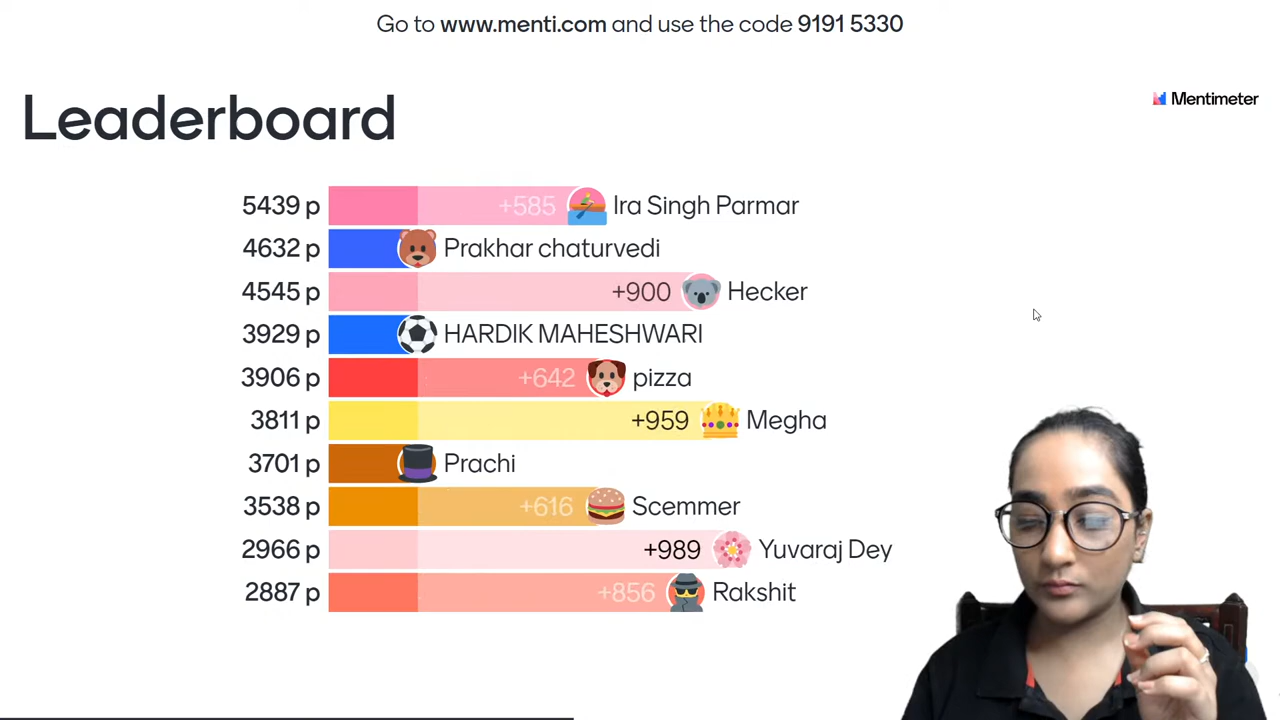 Go to www.menti.com and use the code 9191 5330
Leaderboard
Mentimeter
5439 p +585 Ira Singh Parmar
4632 p Prakhar chaturvedi
4545 p +900 Hecker
3929 p HARDIK MAHESHWARI
3906 p +642 pizza
3811 p +959 Megha
3701 p Prachi
3538 p +616 Scemmer
2966 p +989 Yuvaraj Dey
2887 p +856 Rakshit